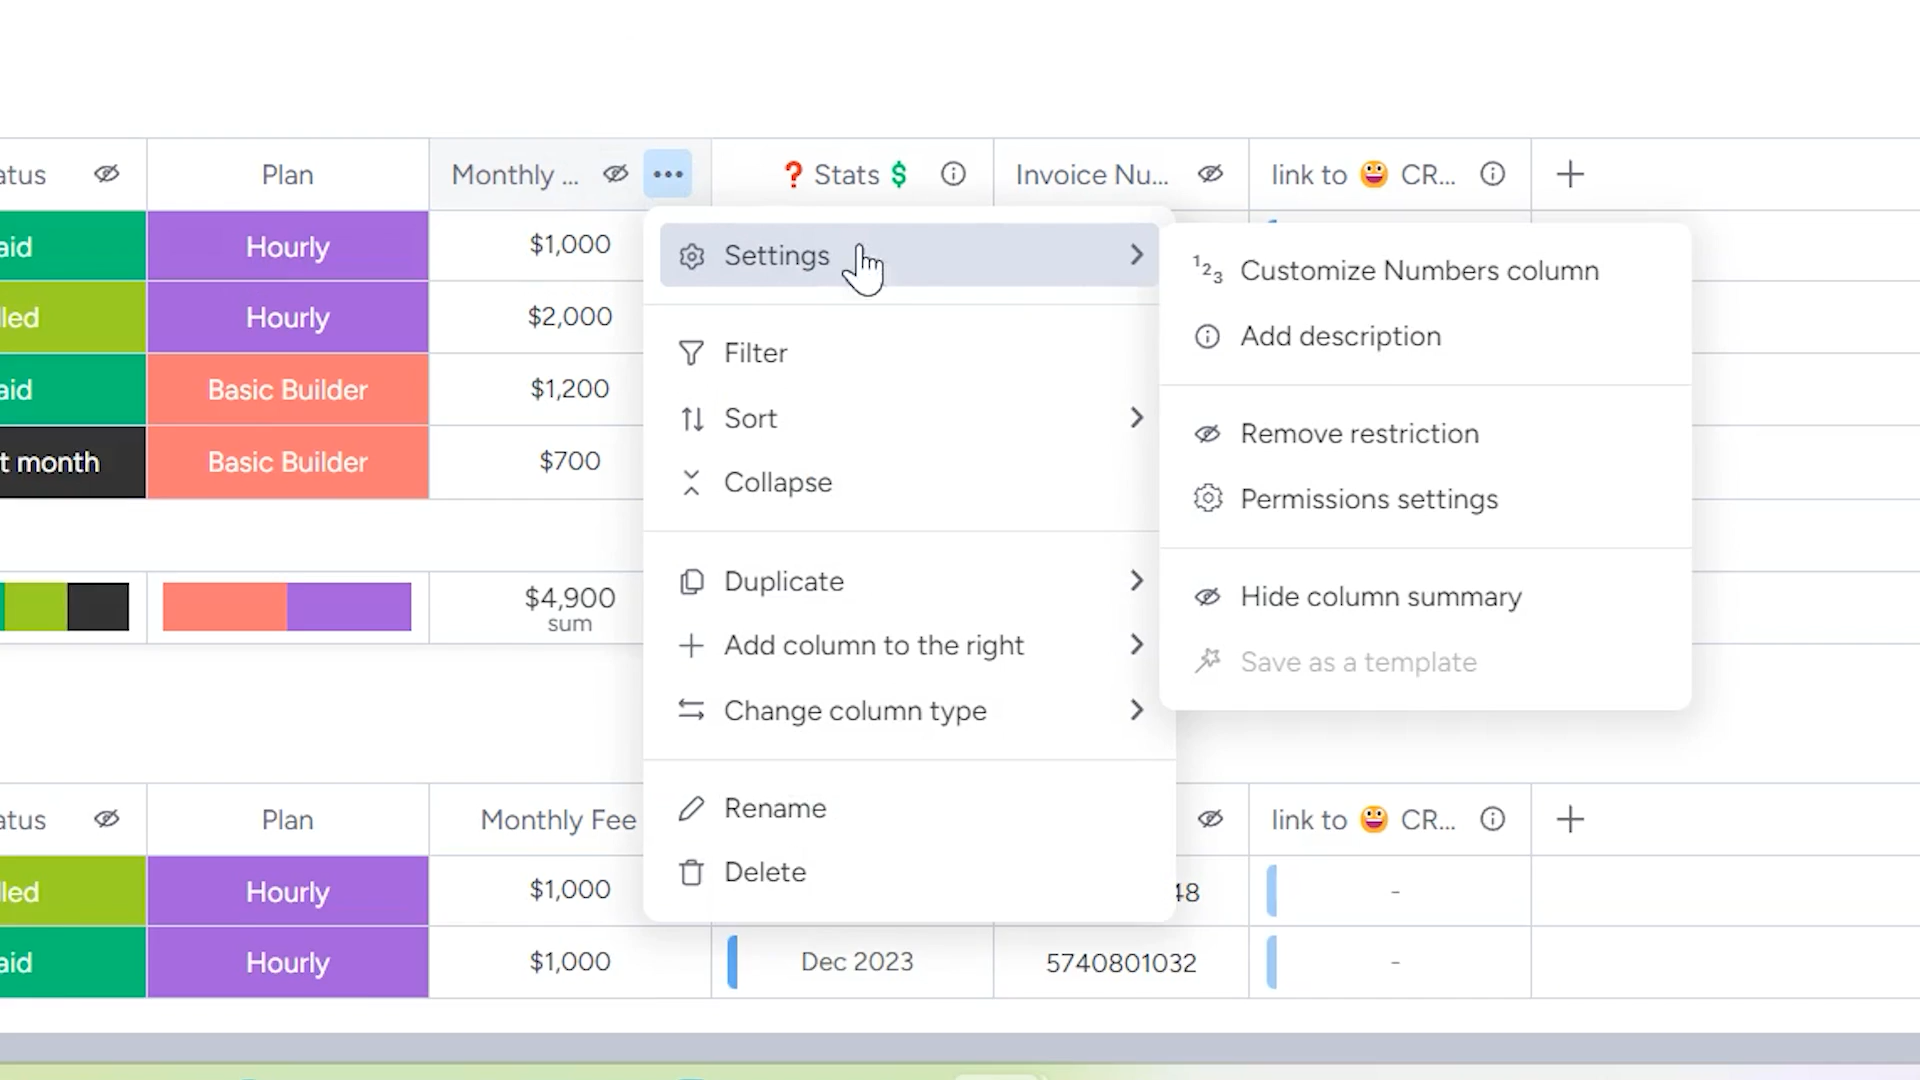 atus Plan Monthly ... ••• ❓ Stats $ Invoice Nu... link to 😀 CR... +
aid Hourly $1,000
lled Hourly $2,000
aid Basic Builder $1,200
t month Basic Builder $700
$4,900
sum
Settings
Filter
Sort
Collapse
Duplicate
Add column to the right
Change column type
Rename
Delete
Customize Numbers column
Add description
Remove restriction
Permissions settings
Hide column summary
Save as a template
atus Plan Monthly Fee link to 😀 CR... +
lled Hourly $1,000 48 -
aid Hourly $1,000 Dec 2023 5740801032 -